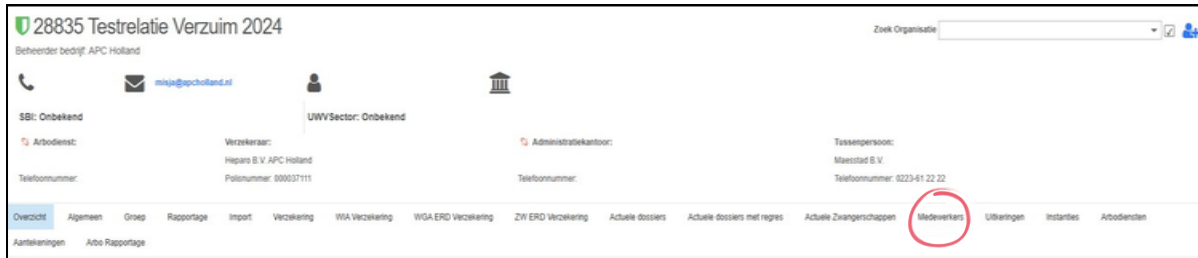 28835 Testrelatie Verzuim 2024
Zoek Organisatie
Beheerder bedrijf: APC Holland
misja@apcholland.nl
SBI: Onbekend UWVSector: Onbekend
Arbodienst: Verzekeraar: Administratiekantoor: Tussenpersoon:
Heparo B.V. APC Holland Maesstad B.V.
Telefoonnummer: Polisnummer: 000037111 Telefoonnummer: Telefoonnummer: 0223-61 22 22
Overzicht Algemeen Groep Rapportage Import Verzekering WIA Verzekering WGA ERD Verzekering ZW ERD Verzekering Actuele dossiers Actuele dossiers met regres Actuele Zwangerschappen Medewerkers Uitkeringen Instanties Arbodiensten
Aantekeningen Arbo Rapportage